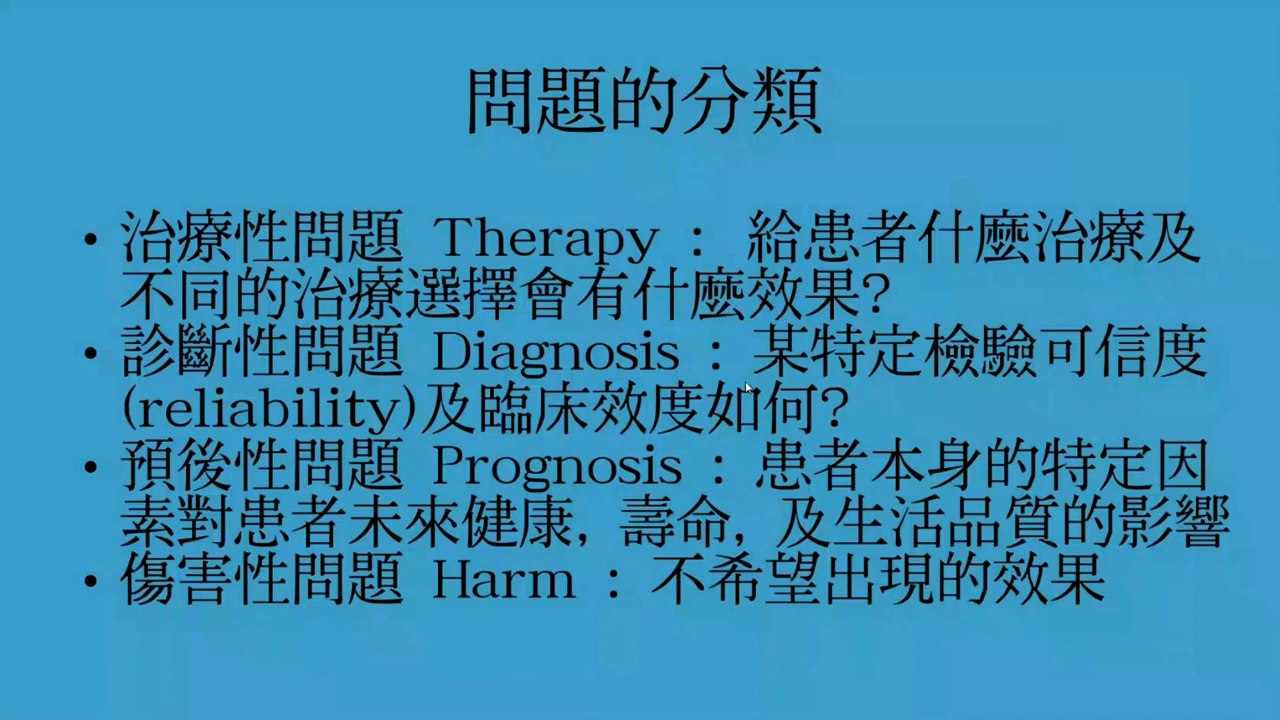 問題的分類
• 治療性問題 Therapy : 給患者什麼治療及
不同的治療選擇會有什麼效果?
• 診斷性問題 Diagnosis : 某特定檢驗可信度
(reliability)及臨床效度如何?
• 預後性問題 Prognosis : 患者本身的特定因
素對患者未來健康, 壽命, 及生活品質的影響
• 傷害性問題 Harm : 不希望出現的效果